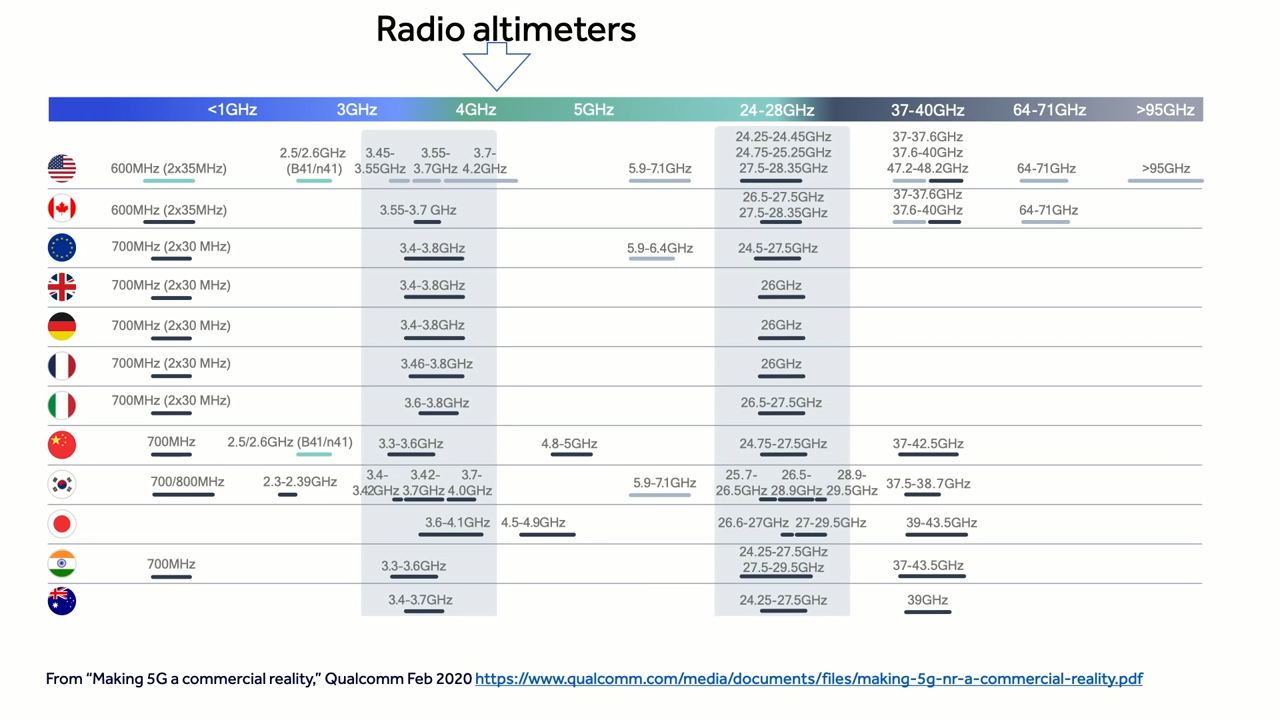 Radio altimeters
<1GHz 3GHz 4GHz 5GHz 24-28GHz 37-40GHz 64-71GHz >95GHz
24.25-24.45GHz 37-37.6GHz
2.5/2.6GHz 3.45- 3.55- 3.7- 24.75-25.25GHz 37.6-40GHz
600MHz (2x35MHz) (B41/n41) 3.55GHz 3.7GHz 4.2GHz 5.9-7.1GHz 27.5-28.35GHz 47.2-48.2GHz 64-71GHz >95GHz
26.5-27.5GHz 37-37.6GHz
600MHz (2x35MHz) 3.55-3.7 GHz 27.5-28.35GHz 37.6-40GHz 64-71GHz
700MHz (2x30 MHz) 3.4-3.8GHz 5.9-6.4GHz 24.5-27.5GHz
700MHz (2x30 MHz) 3.4-3.8GHz 26GHz
700MHz (2x30 MHz) 3.4-3.8GHz 26GHz
700MHz (2x30 MHz) 3.46-3.8GHz 26GHz
700MHz (2x30 MHz) 3.6-3.8GHz 26.5-27.5GHz
700MHz 2.5/2.6GHz (B41/n41) 3.3-3.6GHz 4.8-5GHz 24.75-27.5GHz 37-42.5GHz
3.4- 3.42- 3.7- 25.7- 26.5- 28.9-
700/800MHz 2.3-2.39GHz 3.42GHz 3.7GHz 4.0GHz 5.9-7.1GHz 26.5GHz 28.9GHz 29.5GHz 37.5-38.7GHz
3.6-4.1GHz 4.5-4.9GHz 26.6-27GHz 27-29.5GHz 39-43.5GHz
24.25-27.5GHz
700MHz 3.3-3.6GHz 27.5-29.5GHz 37-43.5GHz
3.4-3.7GHz 24.25-27.5GHz 39GHz
From “Making 5G a commercial reality,” Qualcomm Feb 2020 https://www.qualcomm.com/media/documents/files/making-5g-nr-a-commercial-reality.pdf